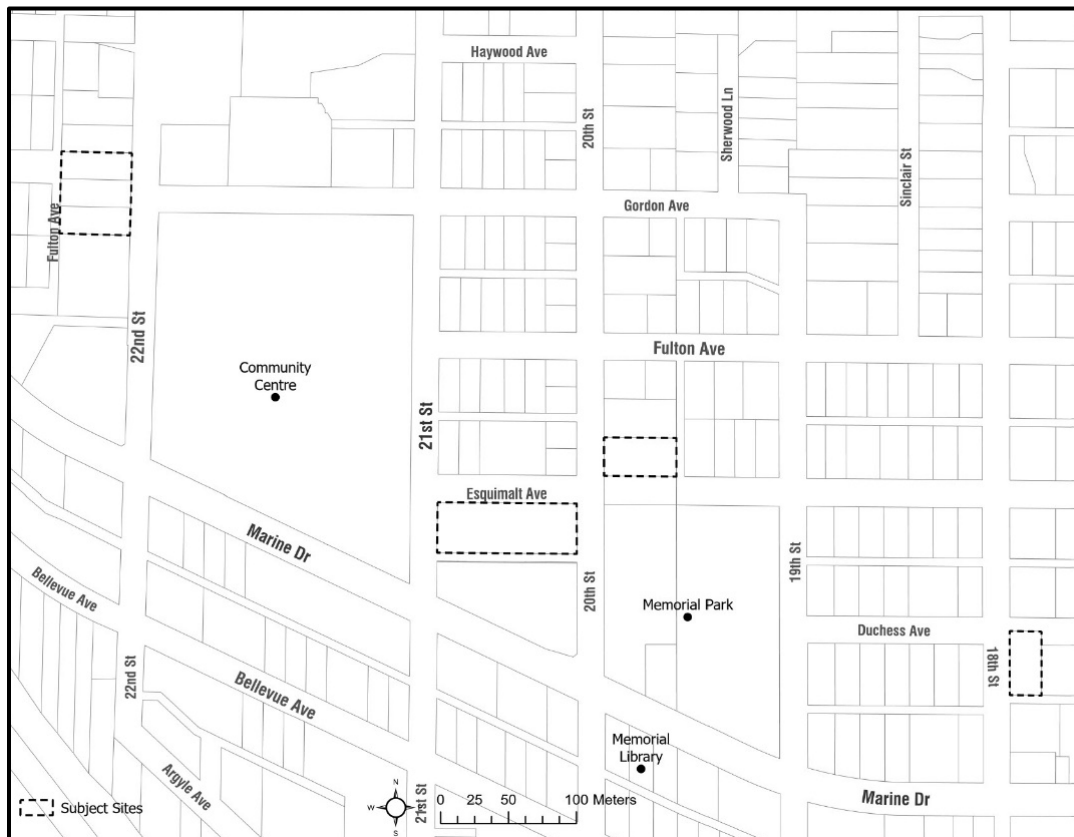 Haywood Ave
20th St
Sherwood Ln
Sinclair St
Gordon Ave
Fulton Ave
22nd St
Fulton Ave
Community
Centre
21st St
Esquimalt Ave
Marine Dr
20th St
19th St
Memorial Park
Duchess Ave
18th St
Bellevue Ave
22nd St
Bellevue Ave
Memorial
Library
Argyle Ave
21st St
Marine Dr
Subject Sites
N
W
E
S
0 25 50 100 Meters